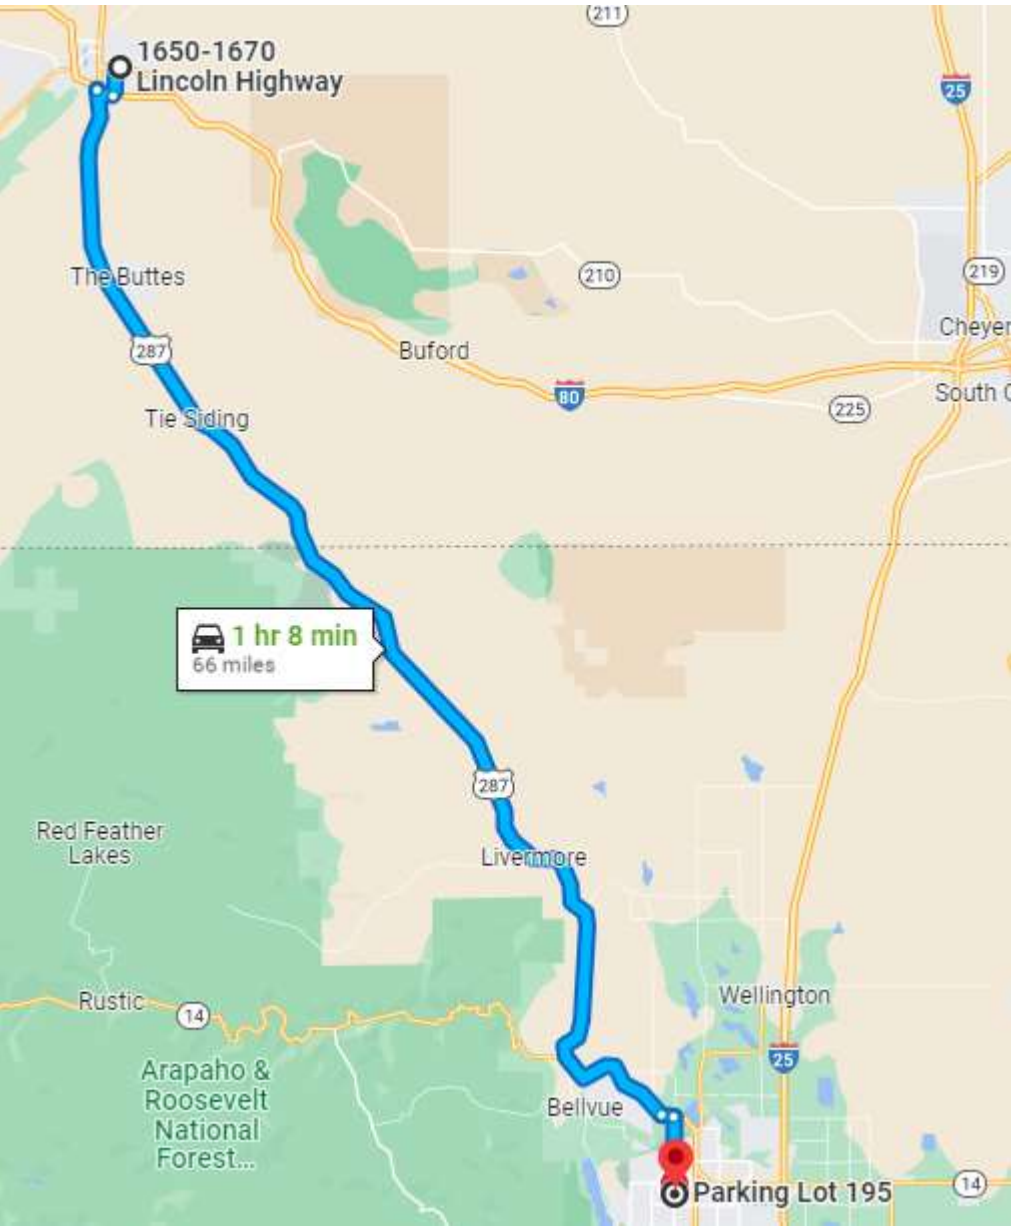 211
1650-1670
Lincoln Highway
25
The Buttes
210
219
Cheyer
287
Buford
80
South C
225
Tie Siding
1 hr 8 min
66 miles
287
Red Feather
Lakes
Livermore
Rustic
14
Wellington
25
Arapaho &
Roosevelt
National
Forest...
Bellvue
Parking Lot 195
14